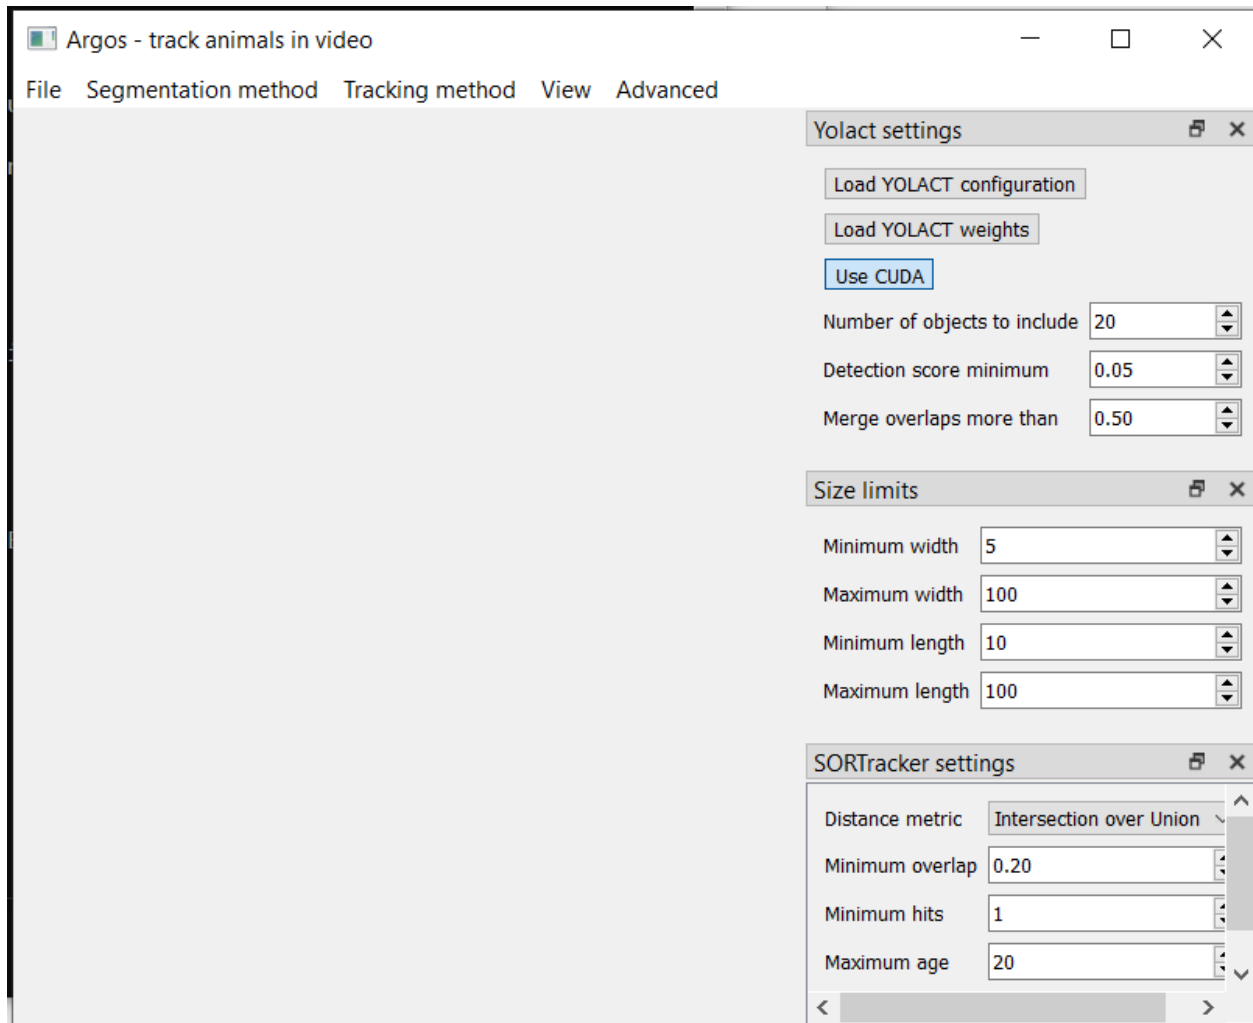 Argos - track animals in video
File Segmentation method Tracking method View Advanced
Yolact settings
Load YOLACT configuration
Load YOLACT weights
Use CUDA
Number of objects to include 20
Detection score minimum 0.05
Merge overlaps more than 0.50
Size limits
Minimum width 5
Maximum width 100
Minimum length 10
Maximum length 100
SORTracker settings
Distance metric Intersection over Union
Minimum overlap 0.20
Minimum hits 1
Maximum age 20